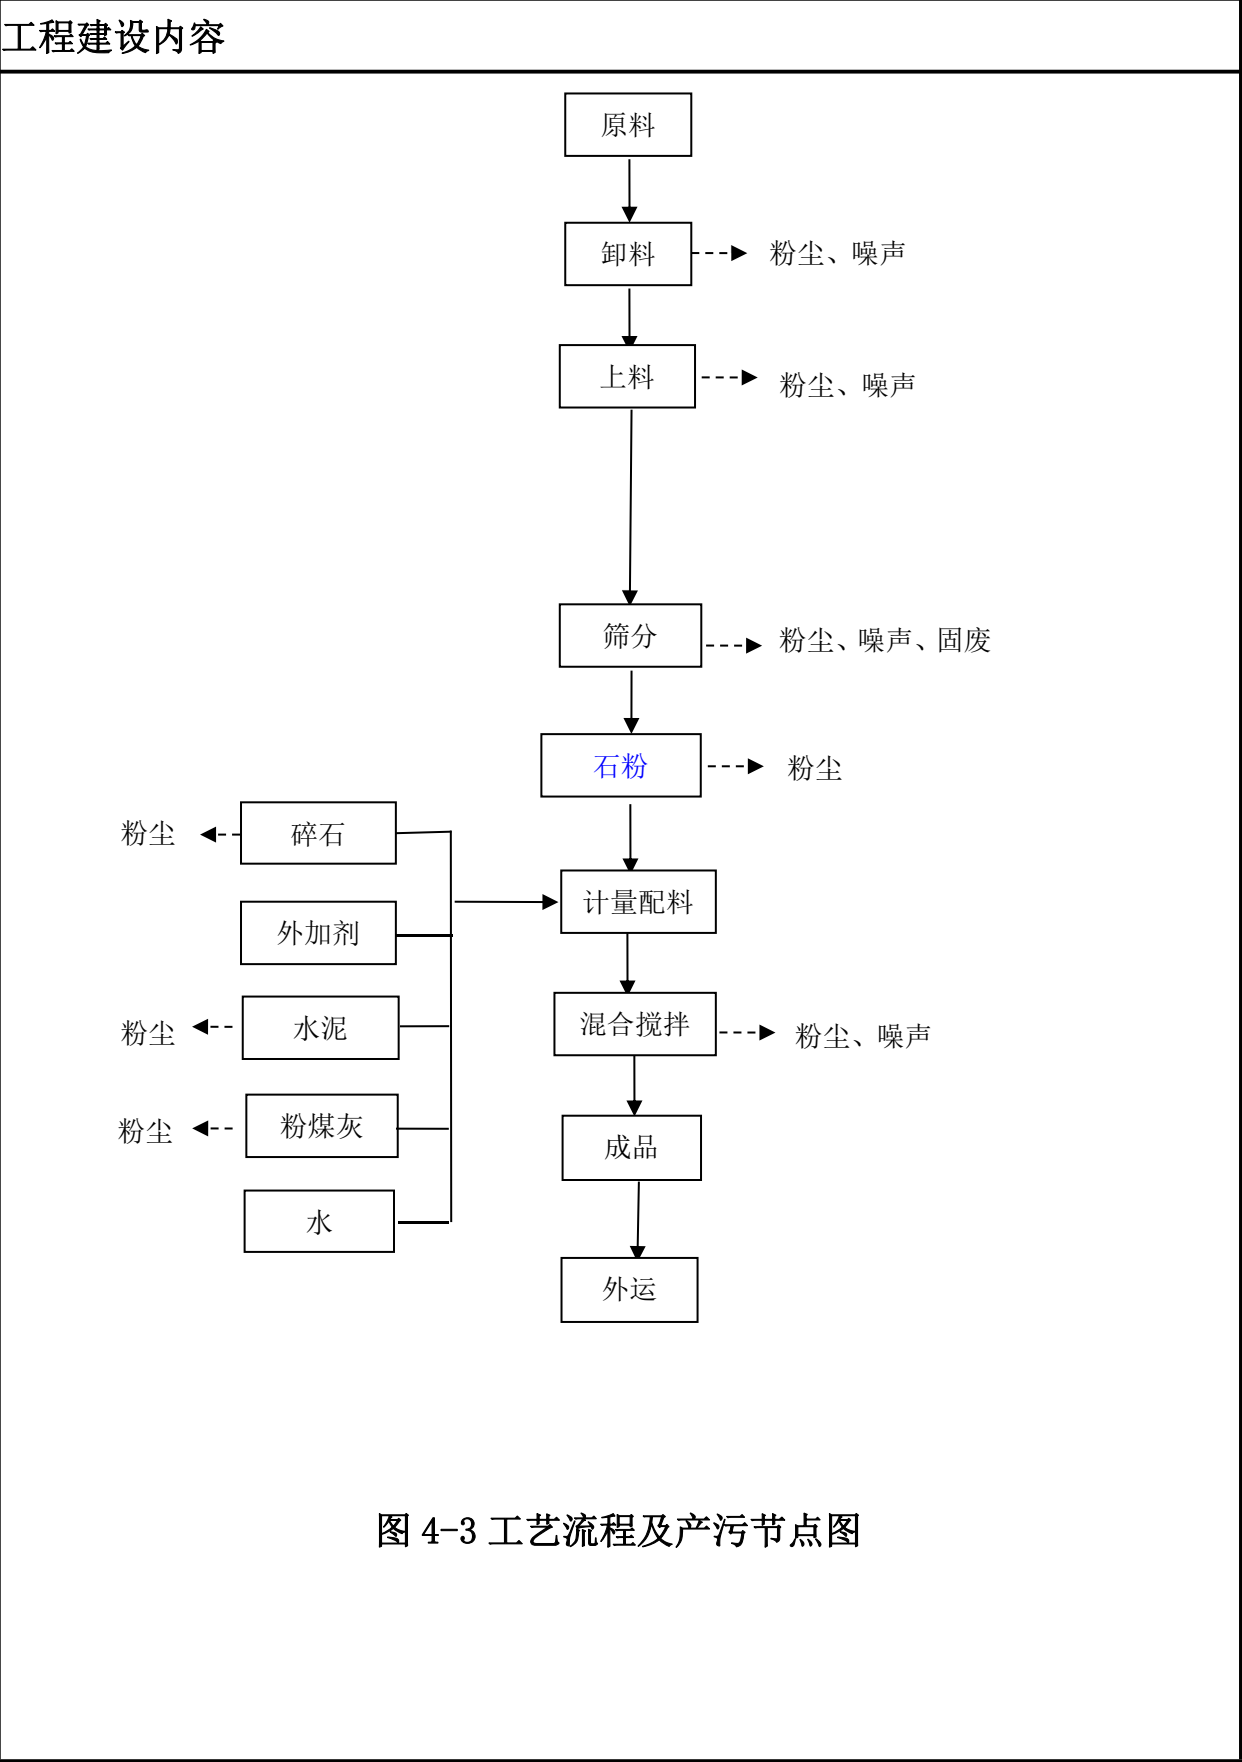 工程建设内容
原料
卸料
粉尘、噪声
上料
粉尘、噪声
筛分
粉尘、噪声、固废
石粉
粉尘
粉尘
碎石
计量配料
外加剂
粉尘
水泥
混合搅拌
粉尘、噪声
粉尘
粉煤灰
成品
水
外运
图 4-3 工艺流程及产污节点图